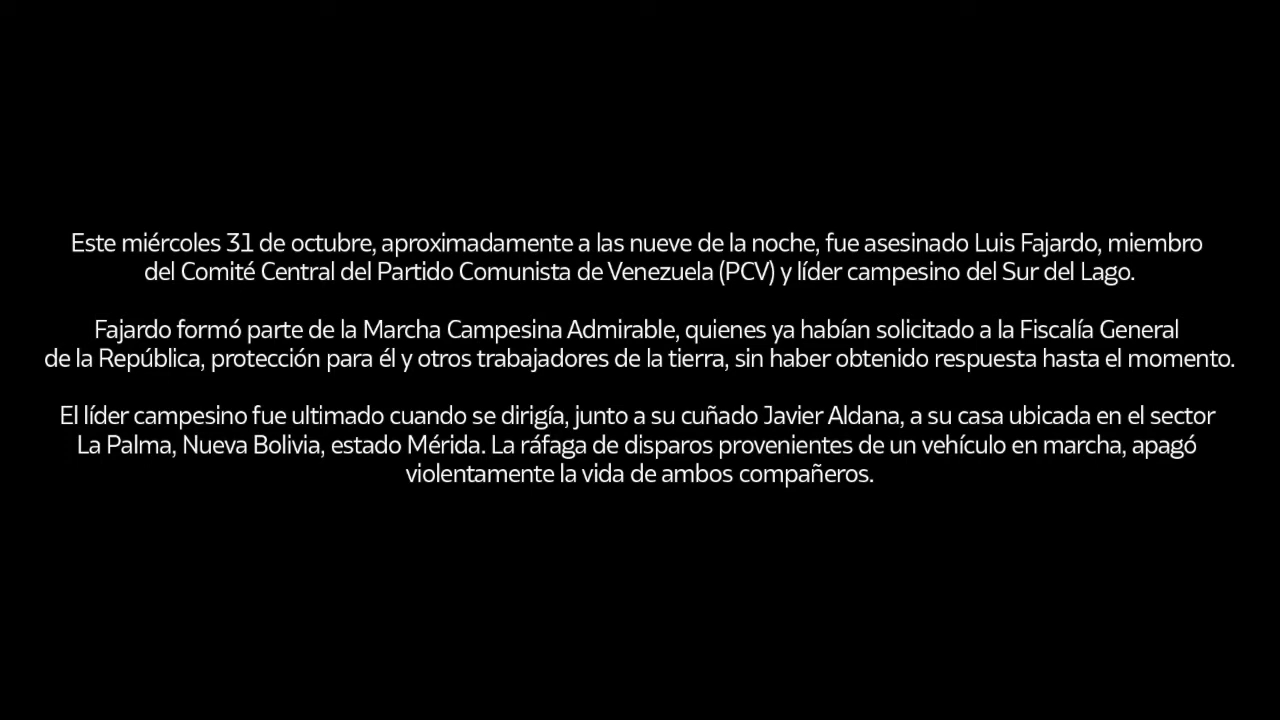 Este miércoles 31 de octubre, aproximadamente a las nueve de la noche, fue asesinado Luis Fajardo, miembro
del Comité Central del Partido Comunista de Venezuela (PCV) y líder campesino del Sur del Lago.
Fajardo formó parte de la Marcha Campesina Admirable, quienes ya habían solicitado a la Fiscalía General
de la República, protección para él y otros trabajadores de la tierra, sin haber obtenido respuesta hasta el momento.
El líder campesino fue ultimado cuando se dirigía, junto a su cuñado Javier Aldana, a su casa ubicada en el sector
La Palma, Nueva Bolivia, estado Mérida. La ráfaga de disparos provenientes de un vehículo en marcha, apagó
violentamente la vida de ambos compañeros.